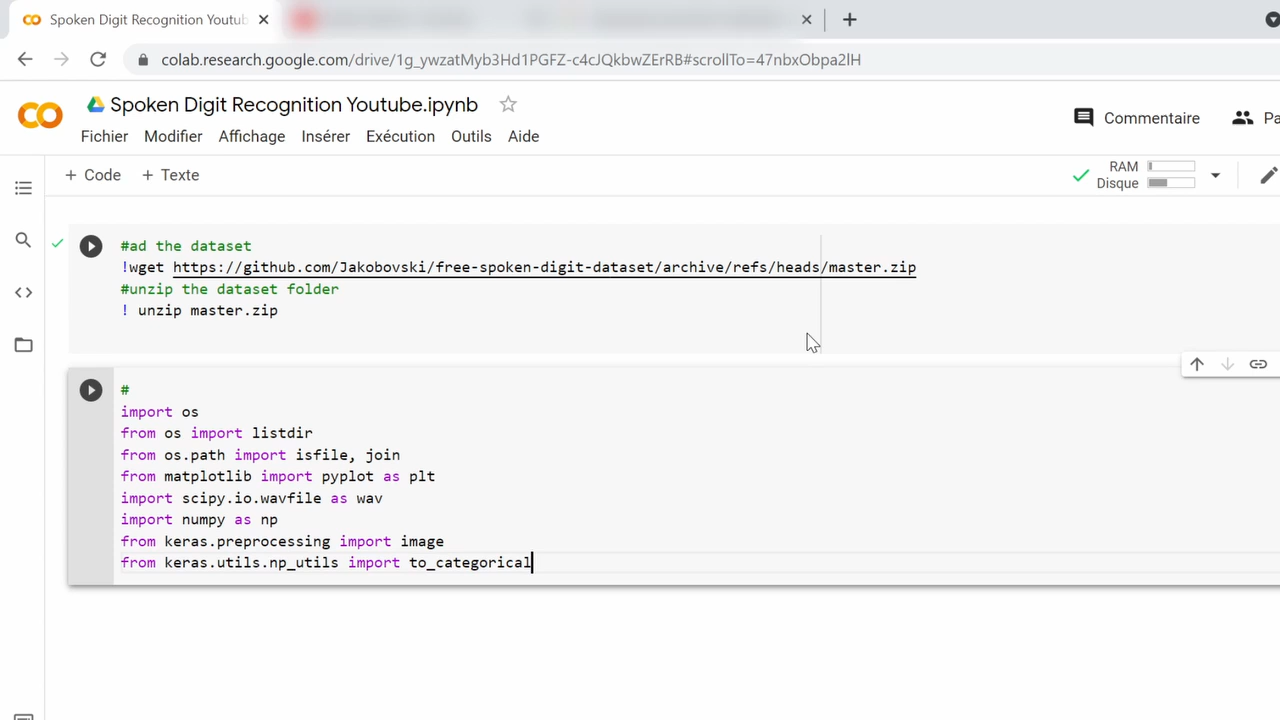 Spoken Digit Recognition Youtub
colab.research.google.com/drive/1g_ywzatMyb3Hd1PGFZ-c4cJQkbwZErRB#scrollTo=47nbxObpa2lH
Spoken Digit Recognition Youtube.ipynb
Fichier Modifier Affichage Insérer Exécution Outils Aide
Commentaire
Pa
+ Code + Texte
RAM
Disque
#ad the dataset
!wget https://github.com/Jakobovski/free-spoken-digit-dataset/archive/refs/heads/master.zip
#unzip the dataset folder
! unzip master.zip
#
import os
from os import listdir
from os.path import isfile, join
from matplotlib import pyplot as plt
import scipy.io.wavfile as wav
import numpy as np
from keras.preprocessing import image
from keras.utils.np_utils import to_categorical